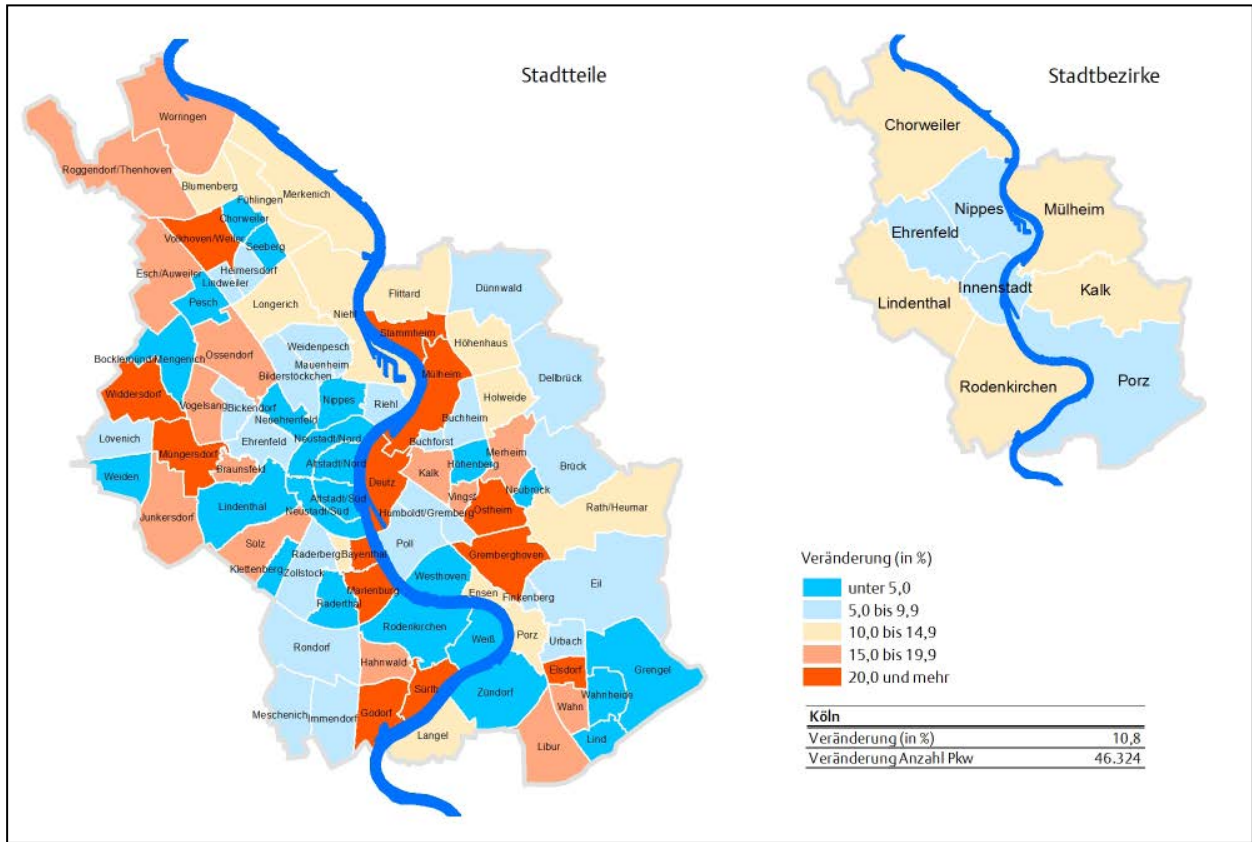 Stadtteile
Stadtbezirke
Worringen
Roggendorf/Thenhoven
Blumenberg
Fühlingen
Merkenich
Chorweiler
Volkhoven/Weiler
Seeberg
Esch/Auweiler
Heimersdorf
Lindweiler
Pesch
Longerich
Niehl
Flittard
Dünnwald
Stammheim
Höhenhaus
Bocklemünd/Mengenich
Ossendorf
Weidenpesch
Mauenheim
Bilderstöckchen
Mülheim
Dellbrück
Widdersdorf
Vogelsang
Bickendorf
Nippes
Riehl
Holweide
Neuehrenfeld
Buchheim
Lövenich
Ehrenfeld
Neustadt/Nord
Buchforst
Müngersdorf
Altstadt/Nord
Merheim
Braunsfeld
Kalk
Höhenberg
Brück
Weiden
Deutz
Vingst
Neubrück
Lindenthal
Altstadt/Süd
Neustadt/Süd
Humboldt/Gremberg
Ostheim
Rath/Heumar
Junkersdorf
Sülz
Raderberg
Bayenthal
Poll
Gremberghoven
Klettenberg
Zollstock
Marienburg
Westhoven
Eil
Raderthal
Ensen
Finkenberg
Rodenkirchen
Weiß
Porz
Urbach
Rondorf
Hahnwald
Elsdorf
Grengel
Sürth
Zündorf
Wahnheide
Wahn
Meschenich
Immendorf
Godorf
Langel
Libur
Lind
Chorweiler
Nippes
Mülheim
Ehrenfeld
Innenstadt
Kalk
Lindenthal
Rodenkirchen
Porz
Veränderung (in %)
unter 5,0
5,0 bis 9,9
10,0 bis 14,9
15,0 bis 19,9
20,0 und mehr
Köln
Veränderung (in %) 10,8
Veränderung Anzahl Pkw 46.324